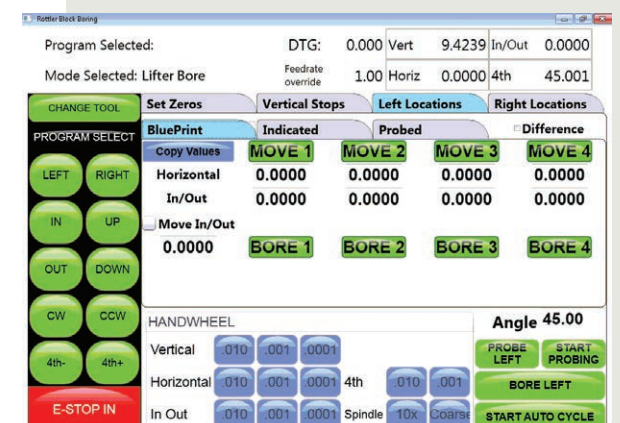 Rottler Block Boring
Program Selected: DTG: 0.000 Vert 9.4239 In/Out 0.0000
Mode Selected: Lifter Bore Feedrate override 1.00 Horiz 0.0000 4th 45.001
CHANGE TOOL Set Zeros Vertical Stops Left Locations Right Locations
PROGRAM SELECT BluePrint Indicated Probed Difference
Copy Values MOVE 1 MOVE 2 MOVE 3 MOVE 4
LEFT RIGHT Horizontal 0.0000 0.0000 0.0000 0.0000
In/Out 0.0000 0.0000 0.0000 0.0000
IN UP Move In/Out
0.0000 BORE 1 BORE 2 BORE 3 BORE 4
OUT DOWN
CW CCW HANDWHEEL Angle 45.00
Vertical .010 .001 .0001 PROBE LEFT START PROBING
4th- 4th+ Horizontal .010 .001 .0001 4th .010 .001 BORE LEFT
E-STOP IN In Out .010 .001 .0001 Spindle 10x Coarse START AUTO CYCLE